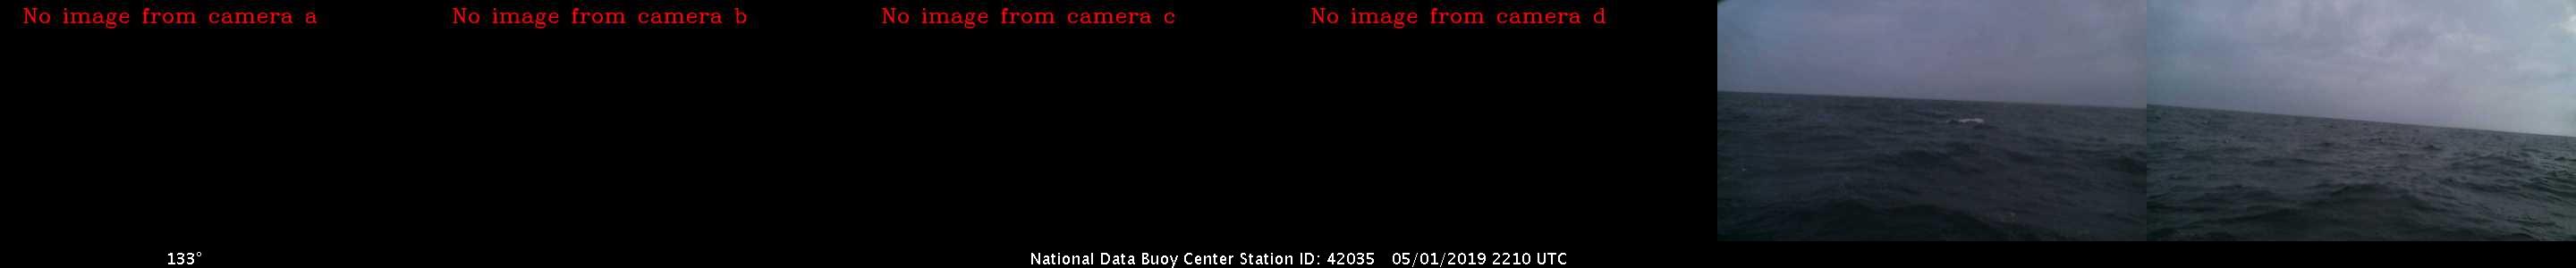 No image from camera a
No image from camera b
No image from camera c
No image from camera d
133°
National Data Buoy Center Station ID: 42035 05/01/2019 2210 UTC